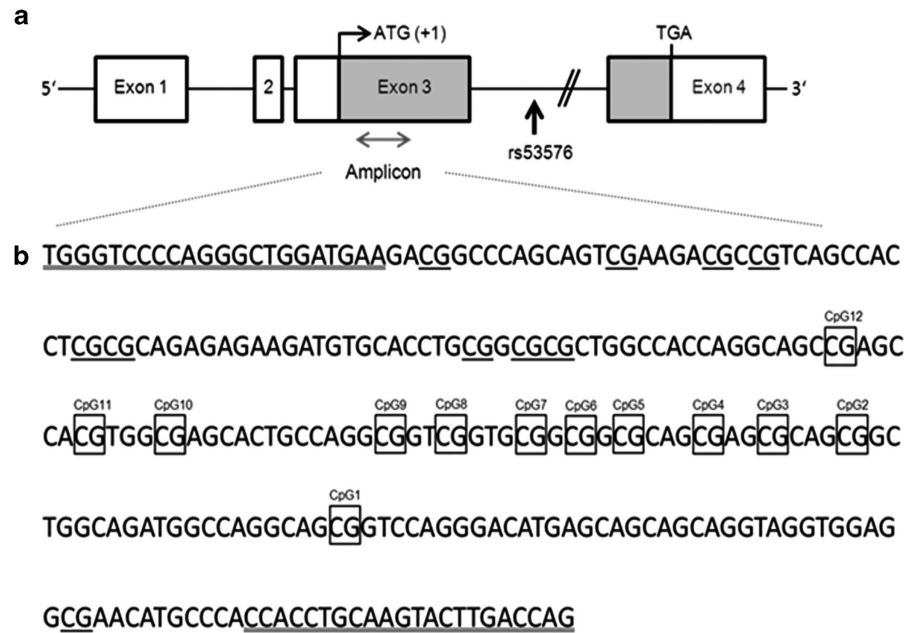 a
ATG (+1)
TGA
5′ Exon 1 2 Exon 3 Exon 4 3′
rs53576
Amplicon
b TGGGTCCCCAGGGCTGGATGAAGACGGCCCAGCAGTCGAAGACGCCGTCAGCCAC
CpG12
CTCGCGCAGAGAGAAGATGTGCACCTGCGGCGCGCTGGCCACCAGGCAGCCGAGC
CpG11 CpG10 CpG9 CpG8 CpG7 CpG6 CpG5 CpG4 CpG3 CpG2
CACGTGGCGAGCACTGCCAGGCGGTCGGTGCGGCGGCGCAGCGAGCGCAGCGGC
CpG1
TGGCAGATGGCCAGGCAGCGGTCCAGGGACATGAGCAGCAGCAGGTAGGTGGAG
GCGAACATGCCCACCACCTGCAAGTACTTGACCAG